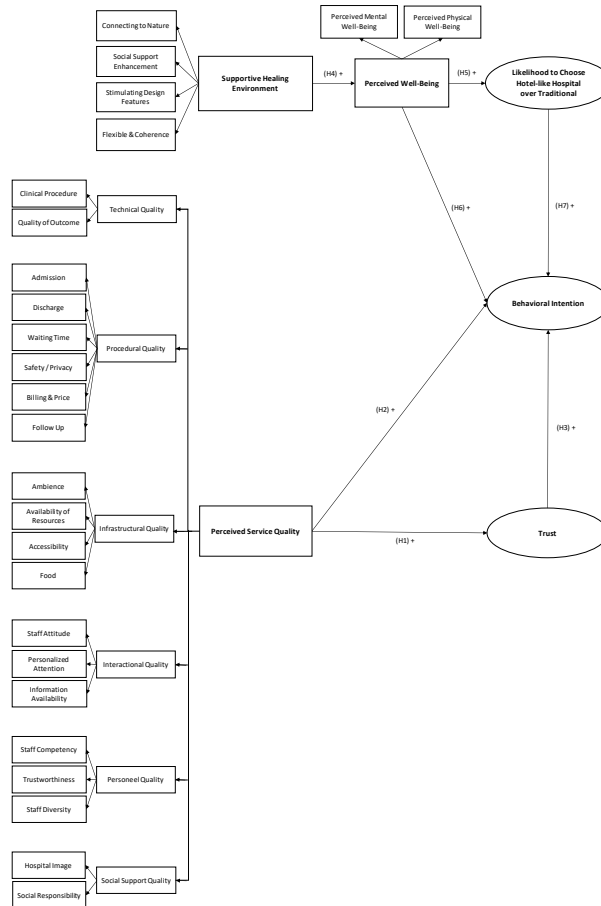 Connecting to Nature
Social Support
Enhancement
Stimulating Design
Features
Flexible & Coherence
Supportive Healing
Environment
(H4) +
Perceived Mental
Well-Being
Perceived Physical
Well-Being
Perceived Well-Being
(H5) +
Likelihood to Choose
Hotel-like Hospital
over Traditional
(H6) +
(H7) +
Behavioral Intention
(H2) +
(H3) +
Trust
(H1) +
Perceived Service Quality
Clinical Procedure
Quality of Outcome
Technical Quality
Admission
Discharge
Waiting Time
Safety / Privacy
Billing & Price
Follow Up
Procedural Quality
Ambience
Availability of
Resources
Accessibility
Food
Infrastructural Quality
Staff Attitude
Personalized
Attention
Information
Availability
Interactional Quality
Staff Competency
Trustworthiness
Staff Diversity
Personeel Quality
Hospital Image
Social Responsibility
Social Support Quality